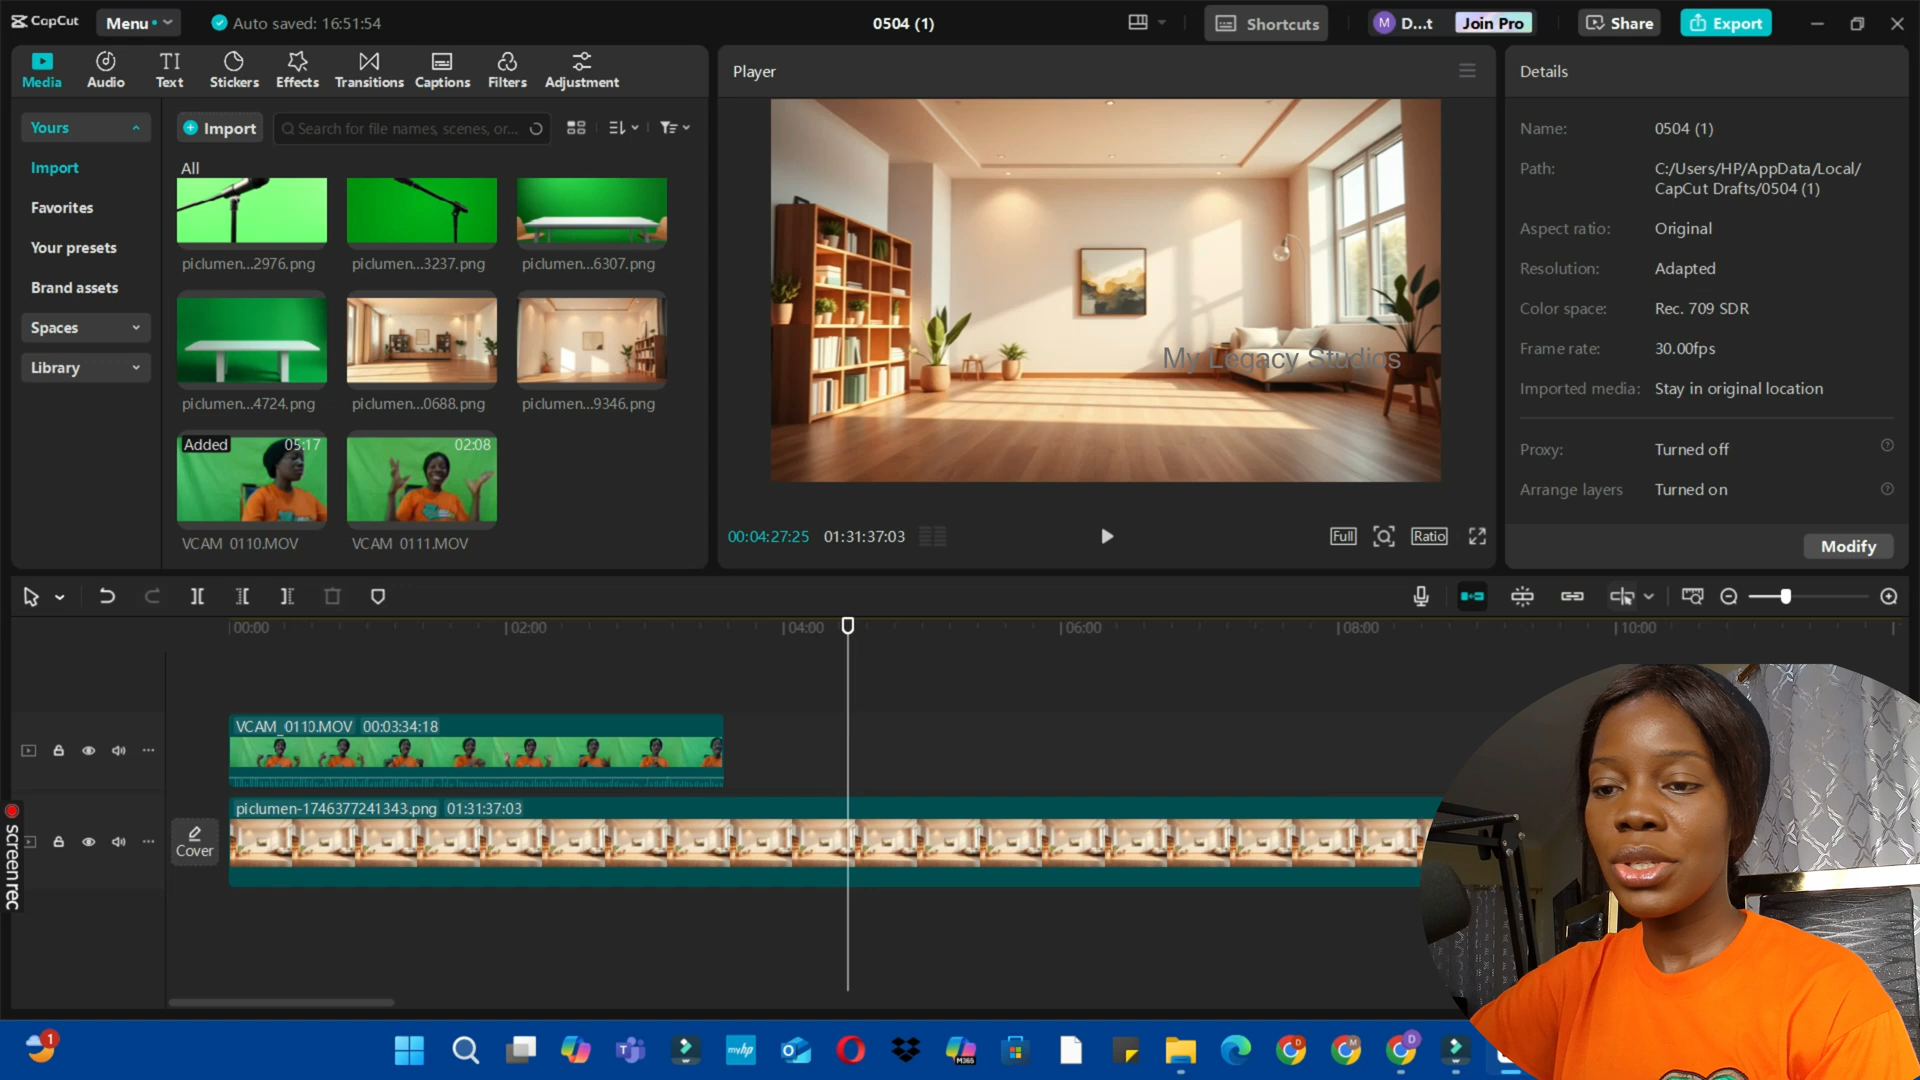 CapCut
Menu
Auto saved: 16:51:54
0504 (1)
Shortcuts
M
D...t
Join Pro
Share
Export
Media
Audio
TI
Text
Stickers
Effects
Transitions
Captions
Filters
Adjustment
Player
Details
Yours
Import
Search for file names, scenes, or...
Import
All
Favorites
Your presets
Brand assets
Spaces
Library
piclumen...2976.png
piclumen...3237.png
piclumen...6307.png
piclumen...4724.png
piclumen...0688.png
piclumen...9346.png
Added
05:17
02:08
VCAM_0110.MOV
VCAM_0111.MOV
My Legacy Studios
00:04:27:25
01:31:37:03
Full
Ratio
Name:
0504 (1)
Path:
C:/Users/HP/AppData/Local/
CapCut Drafts/0504 (1)
Aspect ratio:
Original
Resolution:
Adapted
Color space:
Rec. 709 SDR
Frame rate:
30.00fps
Imported media:
Stay in original location
Proxy:
Turned off
Arrange layers
Turned on
Modify
00:00
02:00
04:00
06:00
08:00
10:00
VCAM_0110.MOV 00:03:34:18
piclumen-1746377241343.png 01:31:37:03
Cover
screenrec
1
myhp
M365
D
M
D